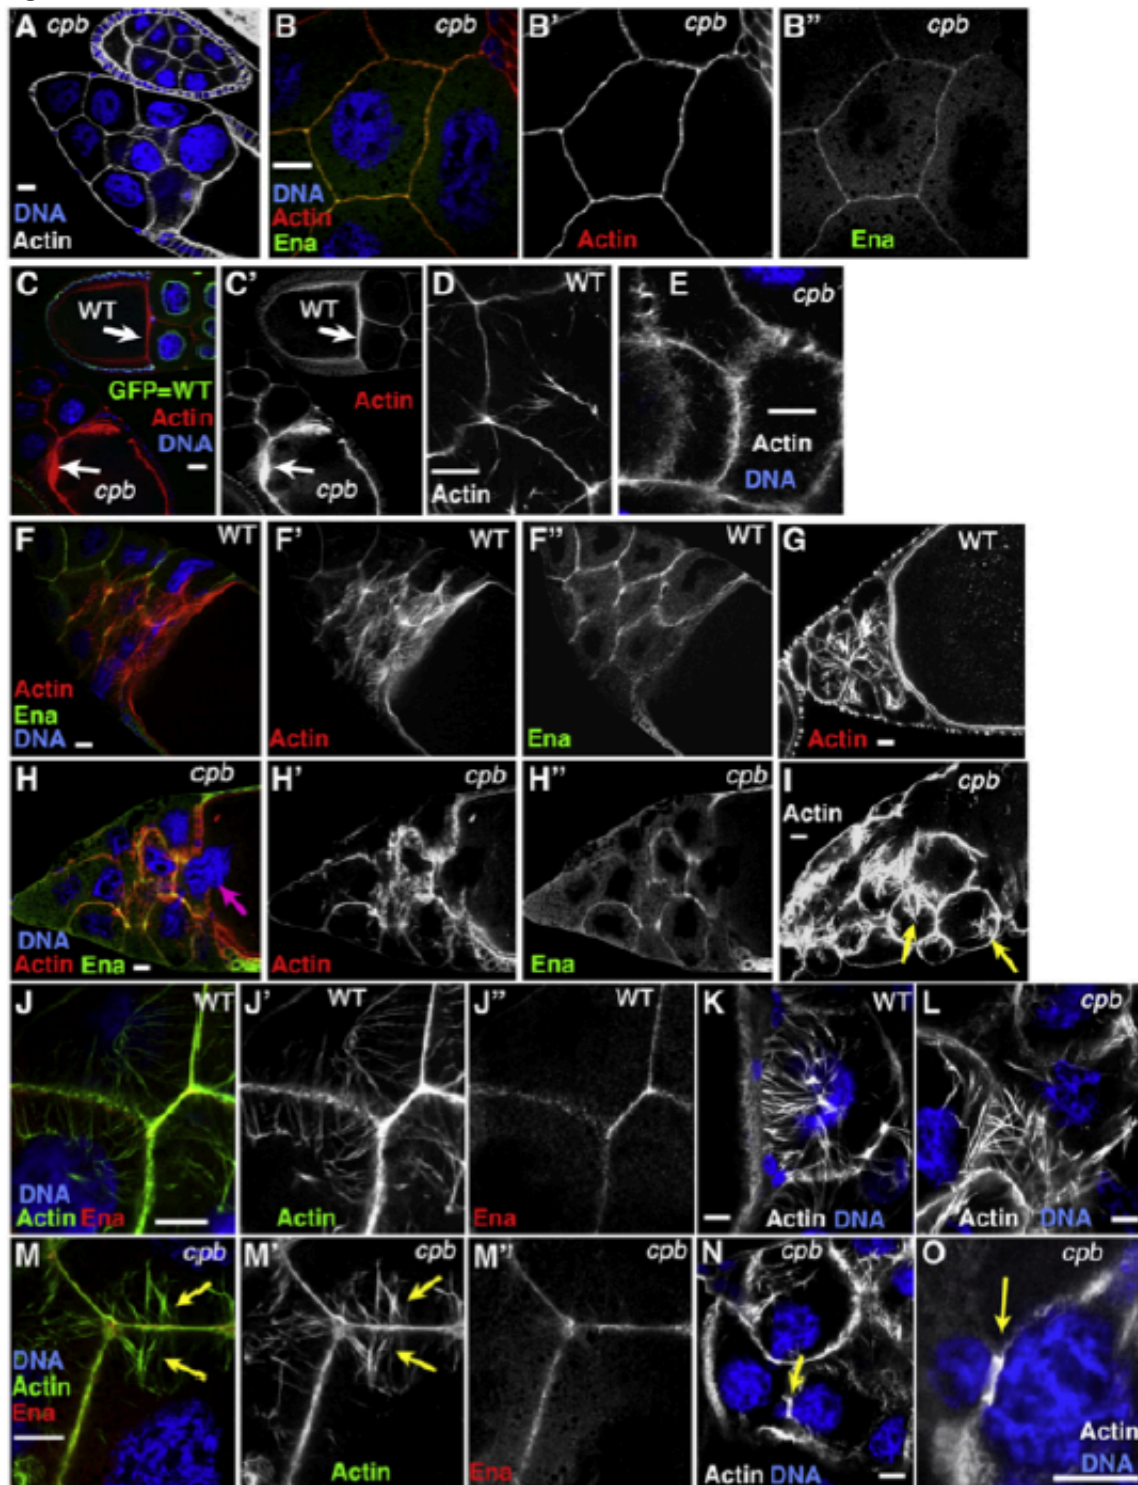 A cpb
DNA
Actin
B cpb
DNA
Actin
Ena
B' cpb
Actin
B" cpb
Ena
C
WT
GFP=WT
Actin
DNA
cpb
C'
WT
Actin
cpb
D WT
Actin
E
cpb
Actin
DNA
F WT
Actin
Ena
DNA
F' WT
Actin
F" WT
Ena
G WT
Actin
H cpb
DNA
Actin Ena
H' cpb
Actin
H" cpb
Ena
I cpb
Actin
J WT
DNA
Actin Ena
J' WT
Actin
J" WT
Ena
K WT
Actin DNA
L cpb
Actin DNA
M cpb
DNA
Actin
Ena
M' cpb
Actin
M" cpb
Ena
N cpb
Actin DNA
O cpb
Actin
DNA